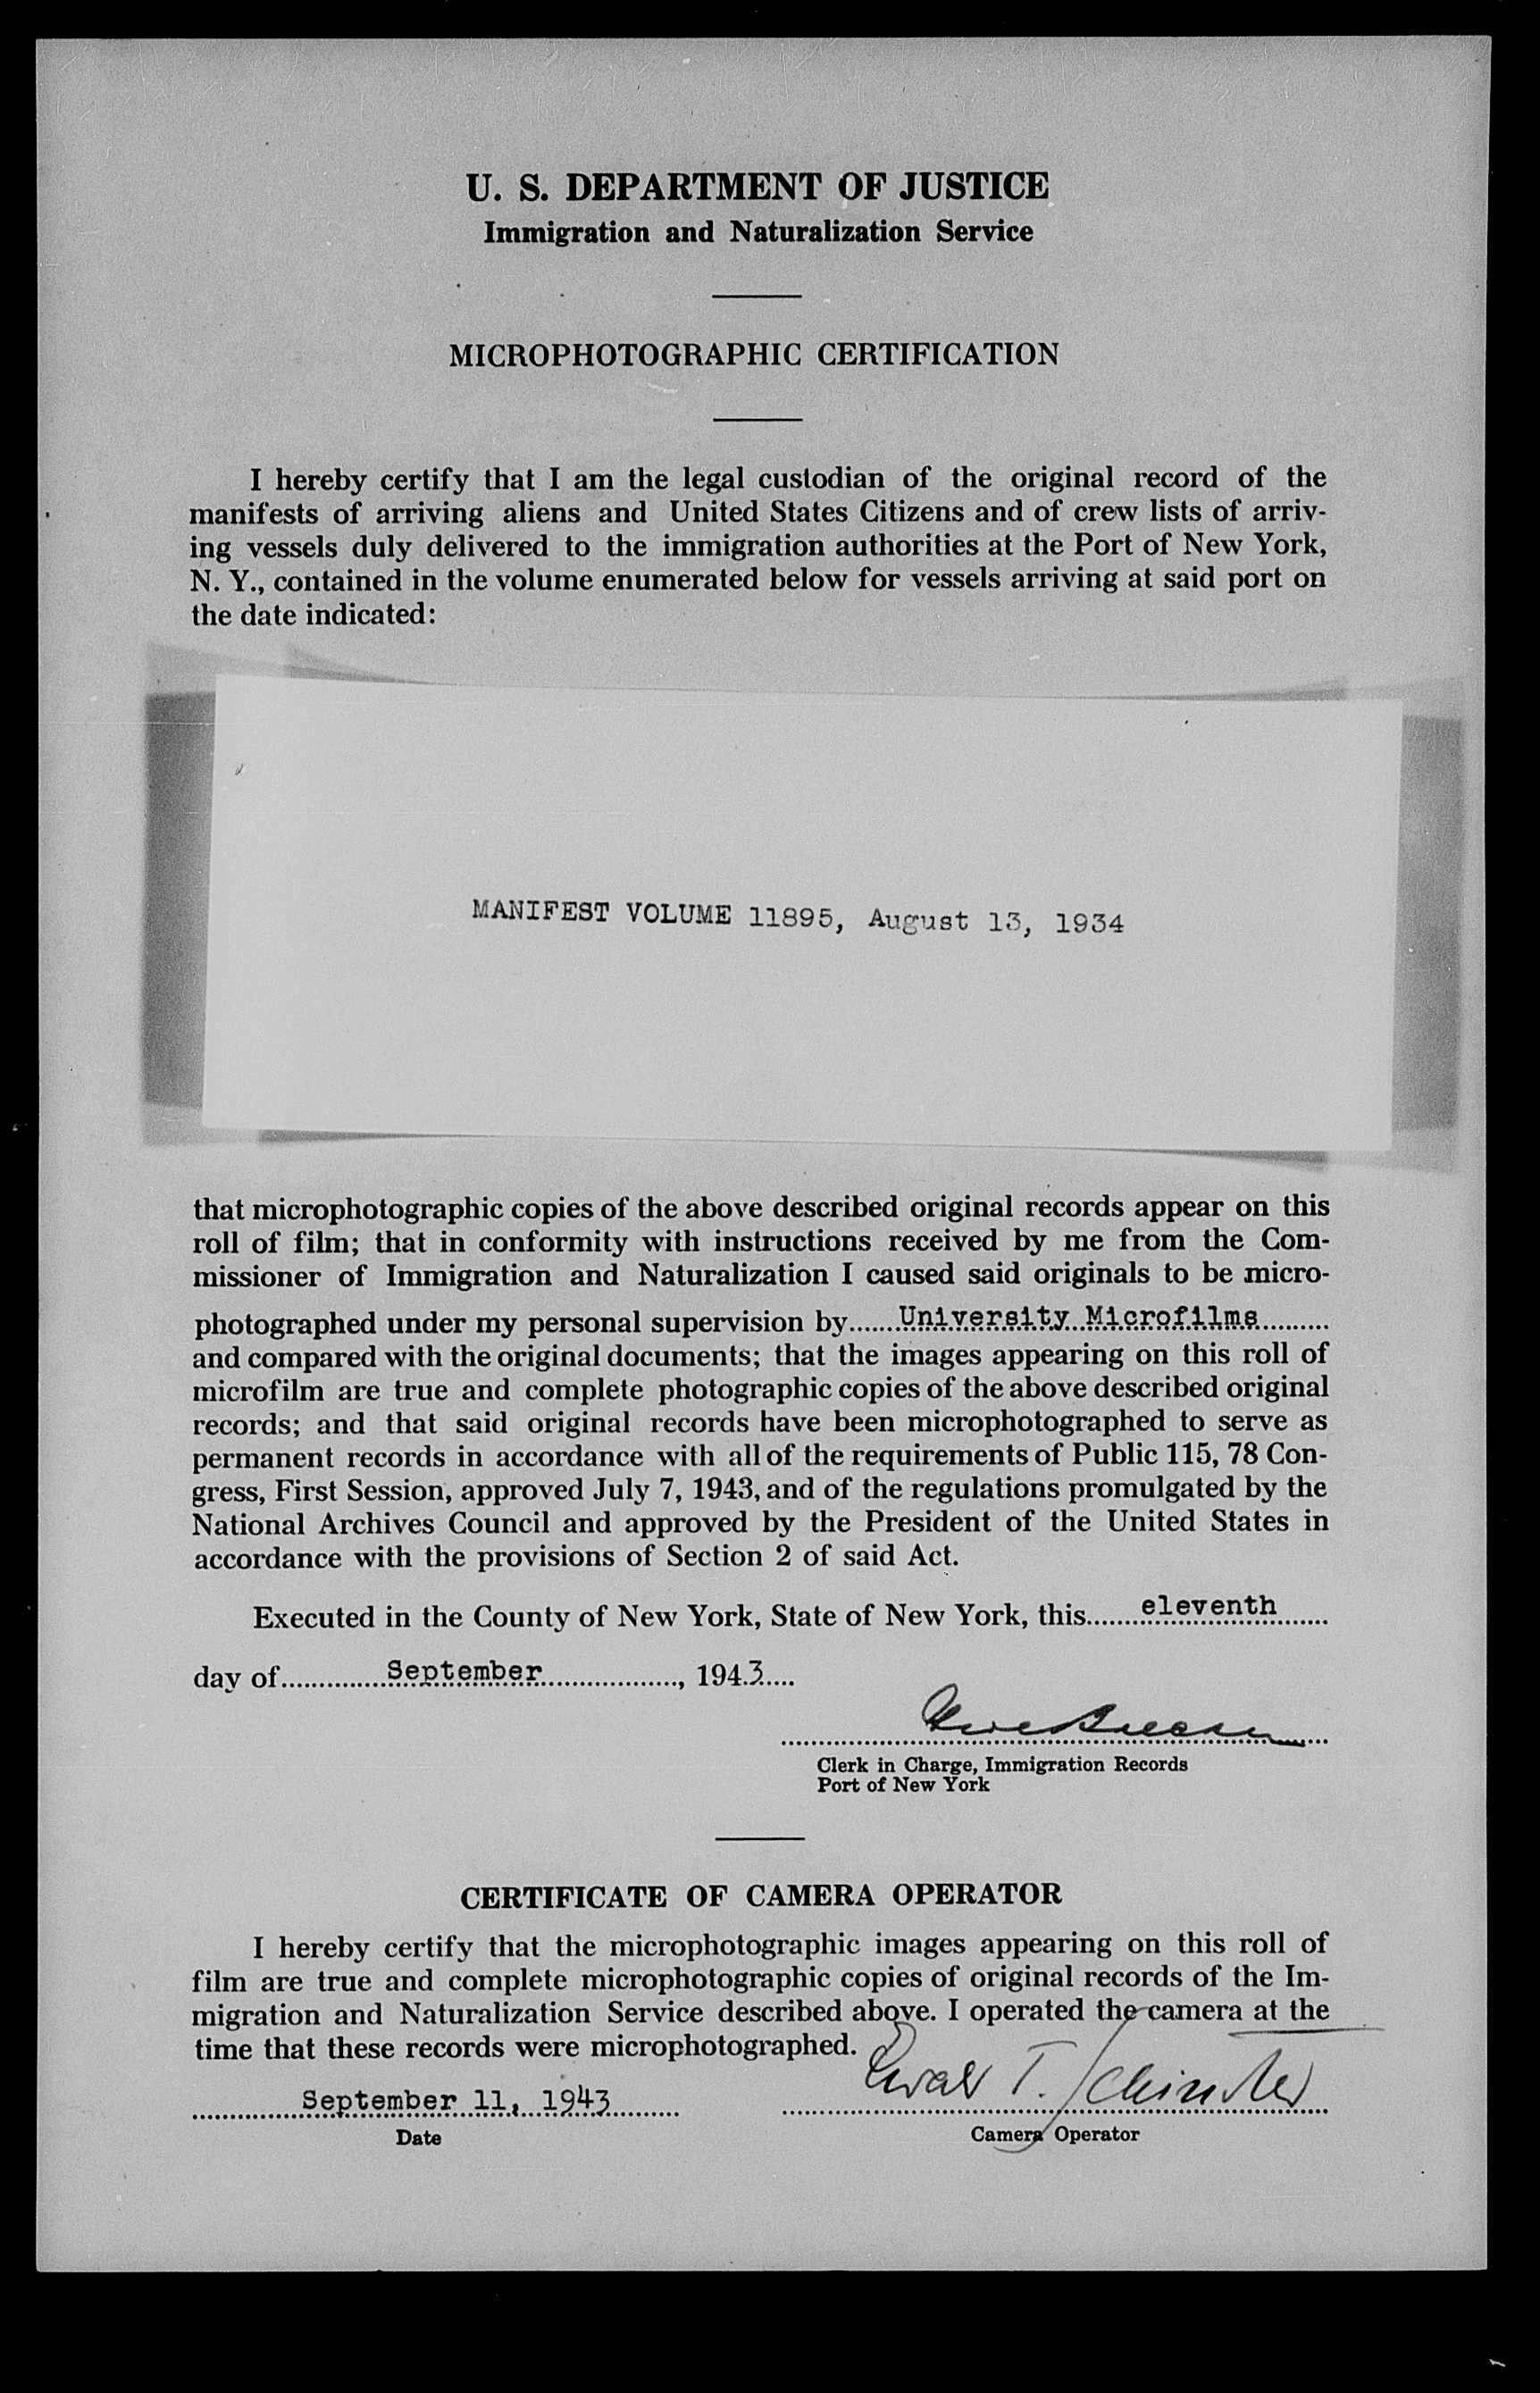 U. S. DEPARTMENT OF JUSTICE
Immigration and Naturalization Service
MICROPHOTOGRAPHIC CERTIFICATION
I hereby certify that I am the legal custodian of the original record of the
manifests of arriving aliens and United States Citizens and of crew lists of arriv-
ing vessels duly delivered to the immigration authorities at the Port of New York,
N. Y., contained in the volume enumerated below for vessels arriving at said port on
the date indicated:
MANIFEST VOLUME 11895, August 13, 1934
that microphotographic copies of the above described original records appear on this
roll of film; that in conformity with instructions received by me from the Com-
missioner of Immigration and Naturalization I caused said originals to be micro-
photographed under my personal supervision by University Microfilms
and compared with the original documents; that the images appearing on this roll of
microfilm are true and complete photographic copies of the above described original
records; and that said original records have been microphotographed to serve as
permanent records in accordance with all of the requirements of Public 115, 78 Con-
gress, First Session, approved July 7, 1943, and of the regulations promulgated by the
National Archives Council and approved by the President of the United States in
accordance with the provisions of Section 2 of said Act.
Executed in the County of New York, State of New York, this eleventh
day of September, 1943
Clerk in Charge, Immigration Records
Port of New York
CERTIFICATE OF CAMERA OPERATOR
I hereby certify that the microphotographic images appearing on this roll of
film are true and complete microphotographic copies of original records of the Im-
migration and Naturalization Service described above. I operated the camera at the
time that these records were microphotographed.
September 11, 1943
Date
Camera Operator